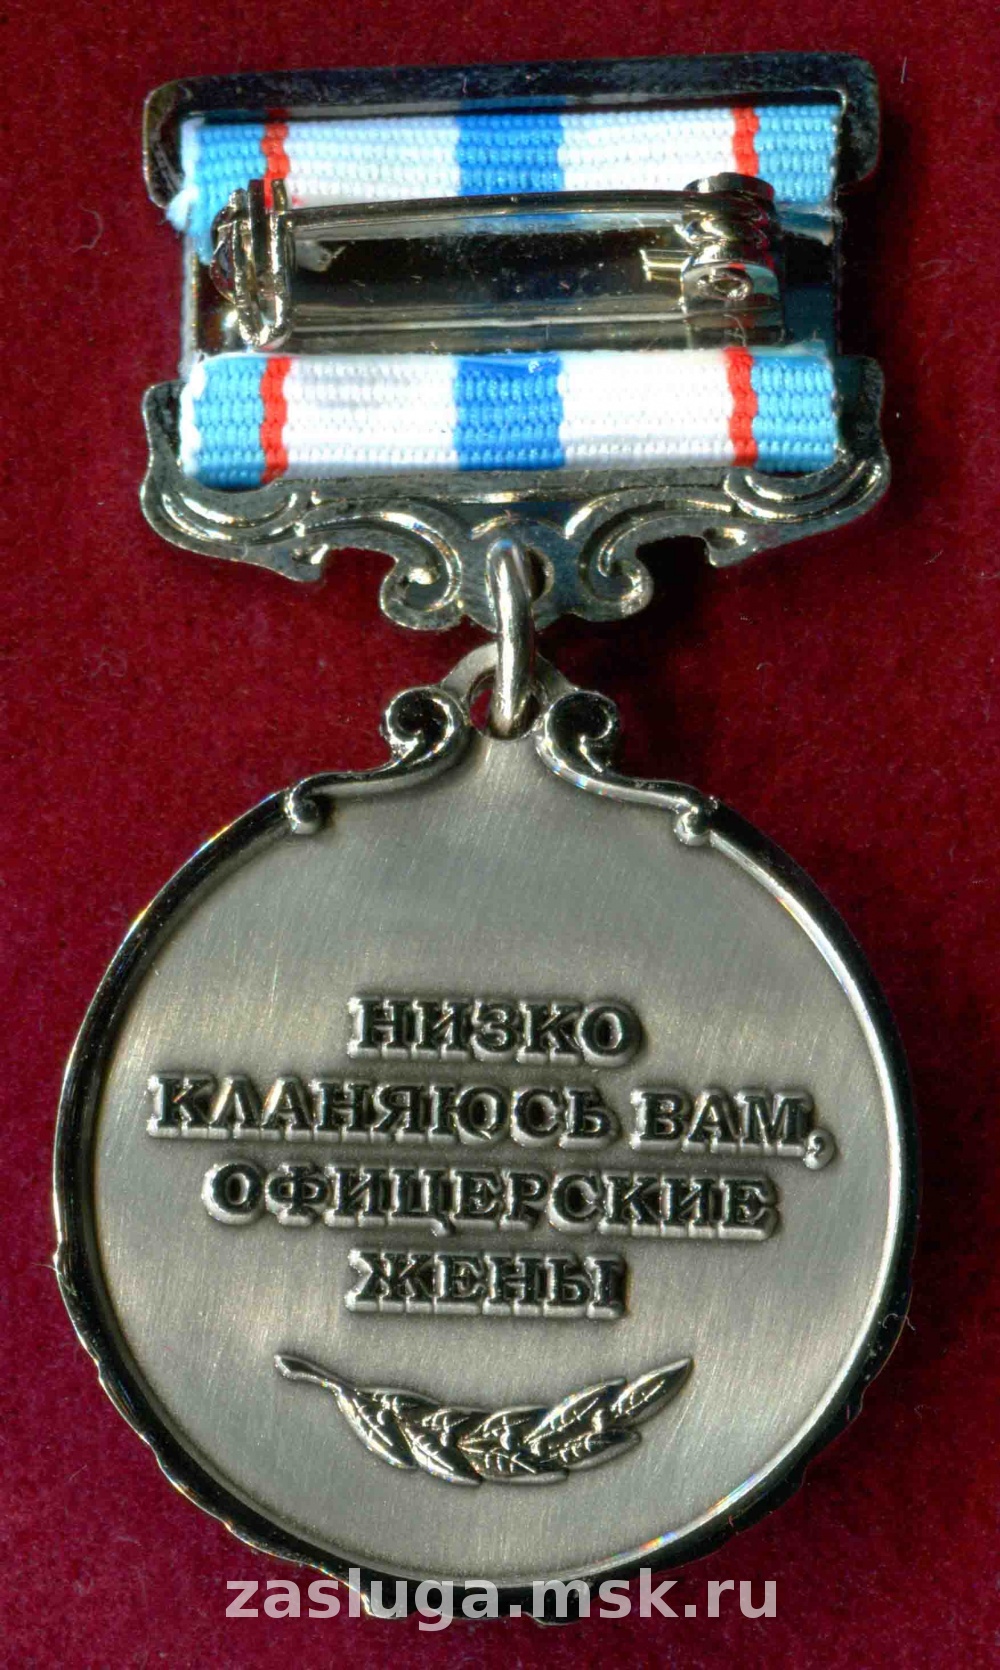 НИЗКО
КЛАНЯЮСЬ ВАМ,
ОФИЦЕРСКИЕ
ЖЕНЫ
zasluga.msk.ru